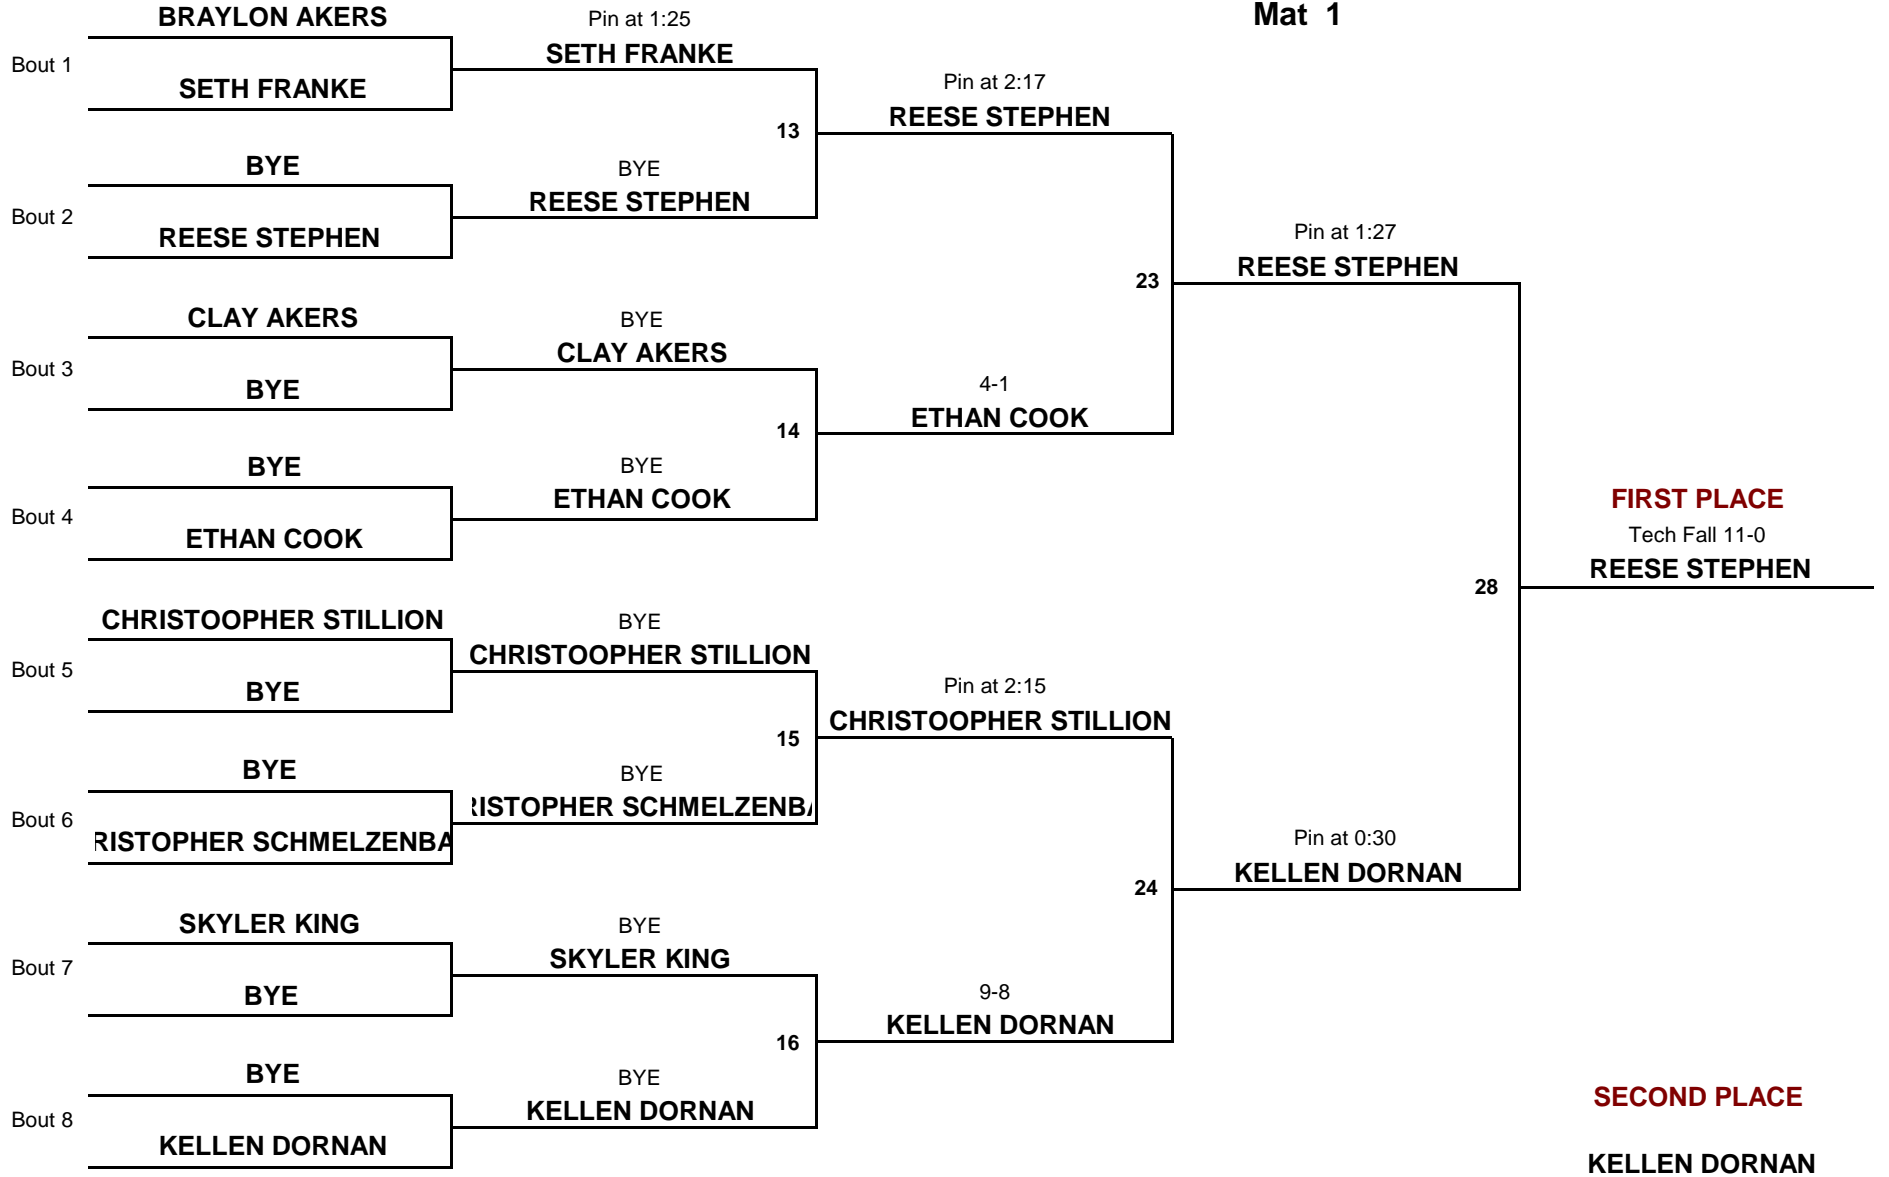 Mat 1
BRAYLON AKERS
Bout 1
SETH FRANKE
BYE
Bout 2
REESE STEPHEN
CLAY AKERS
Bout 3
BYE
BYE
Bout 4
ETHAN COOK
CHRISTOOPHER STILLION
Bout 5
BYE
BYE
Bout 6
RISTOPHER SCHMELZENBA
SKYLER KING
Bout 7
BYE
BYE
Bout 8
KELLEN DORNAN
Pin at 1:25
SETH FRANKE
13
BYE
REESE STEPHEN
BYE
CLAY AKERS
14
BYE
ETHAN COOK
BYE
CHRISTOOPHER STILLION
15
BYE
RISTOPHER SCHMELZENBA
BYE
SKYLER KING
16
BYE
KELLEN DORNAN
Pin at 2:17
REESE STEPHEN
23
4-1
ETHAN COOK
Pin at 2:15
CHRISTOOPHER STILLION
24
9-8
KELLEN DORNAN
Pin at 1:27
REESE STEPHEN
28
Pin at 0:30
KELLEN DORNAN
FIRST PLACE
Tech Fall 11-0
REESE STEPHEN
SECOND PLACE
KELLEN DORNAN